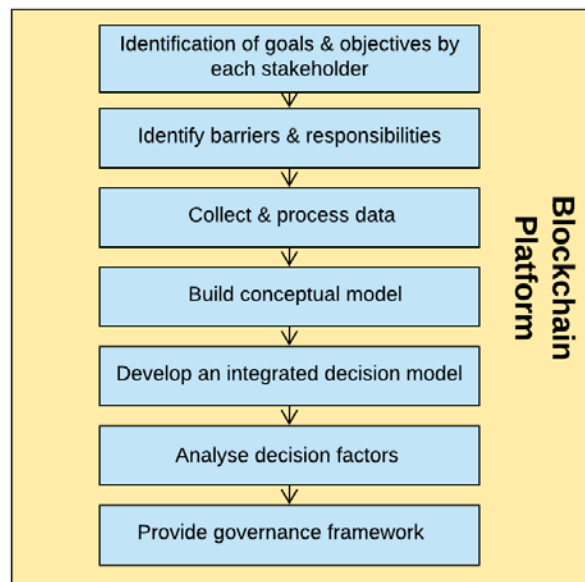 Identification of goals & objectives by
each stakeholder
Identify barriers & responsibilities
Collect & process data
Build conceptual model
Develop an integrated decision model
Analyse decision factors
Provide governance framework
Blockchain
Platform